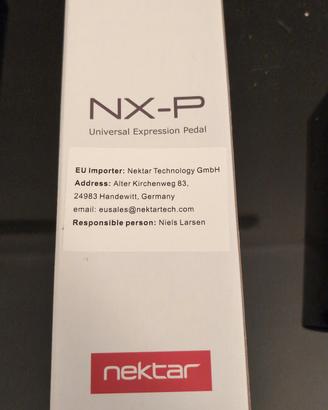 NX-P
Universal Expression Pedal
EU Importer: Nektar Technology GmbH
Address: Alter Kirchenweg 83,
24983 Handewitt, Germany
email: eusales@nektartech.com
Responsible person: Niels Larsen
nektar